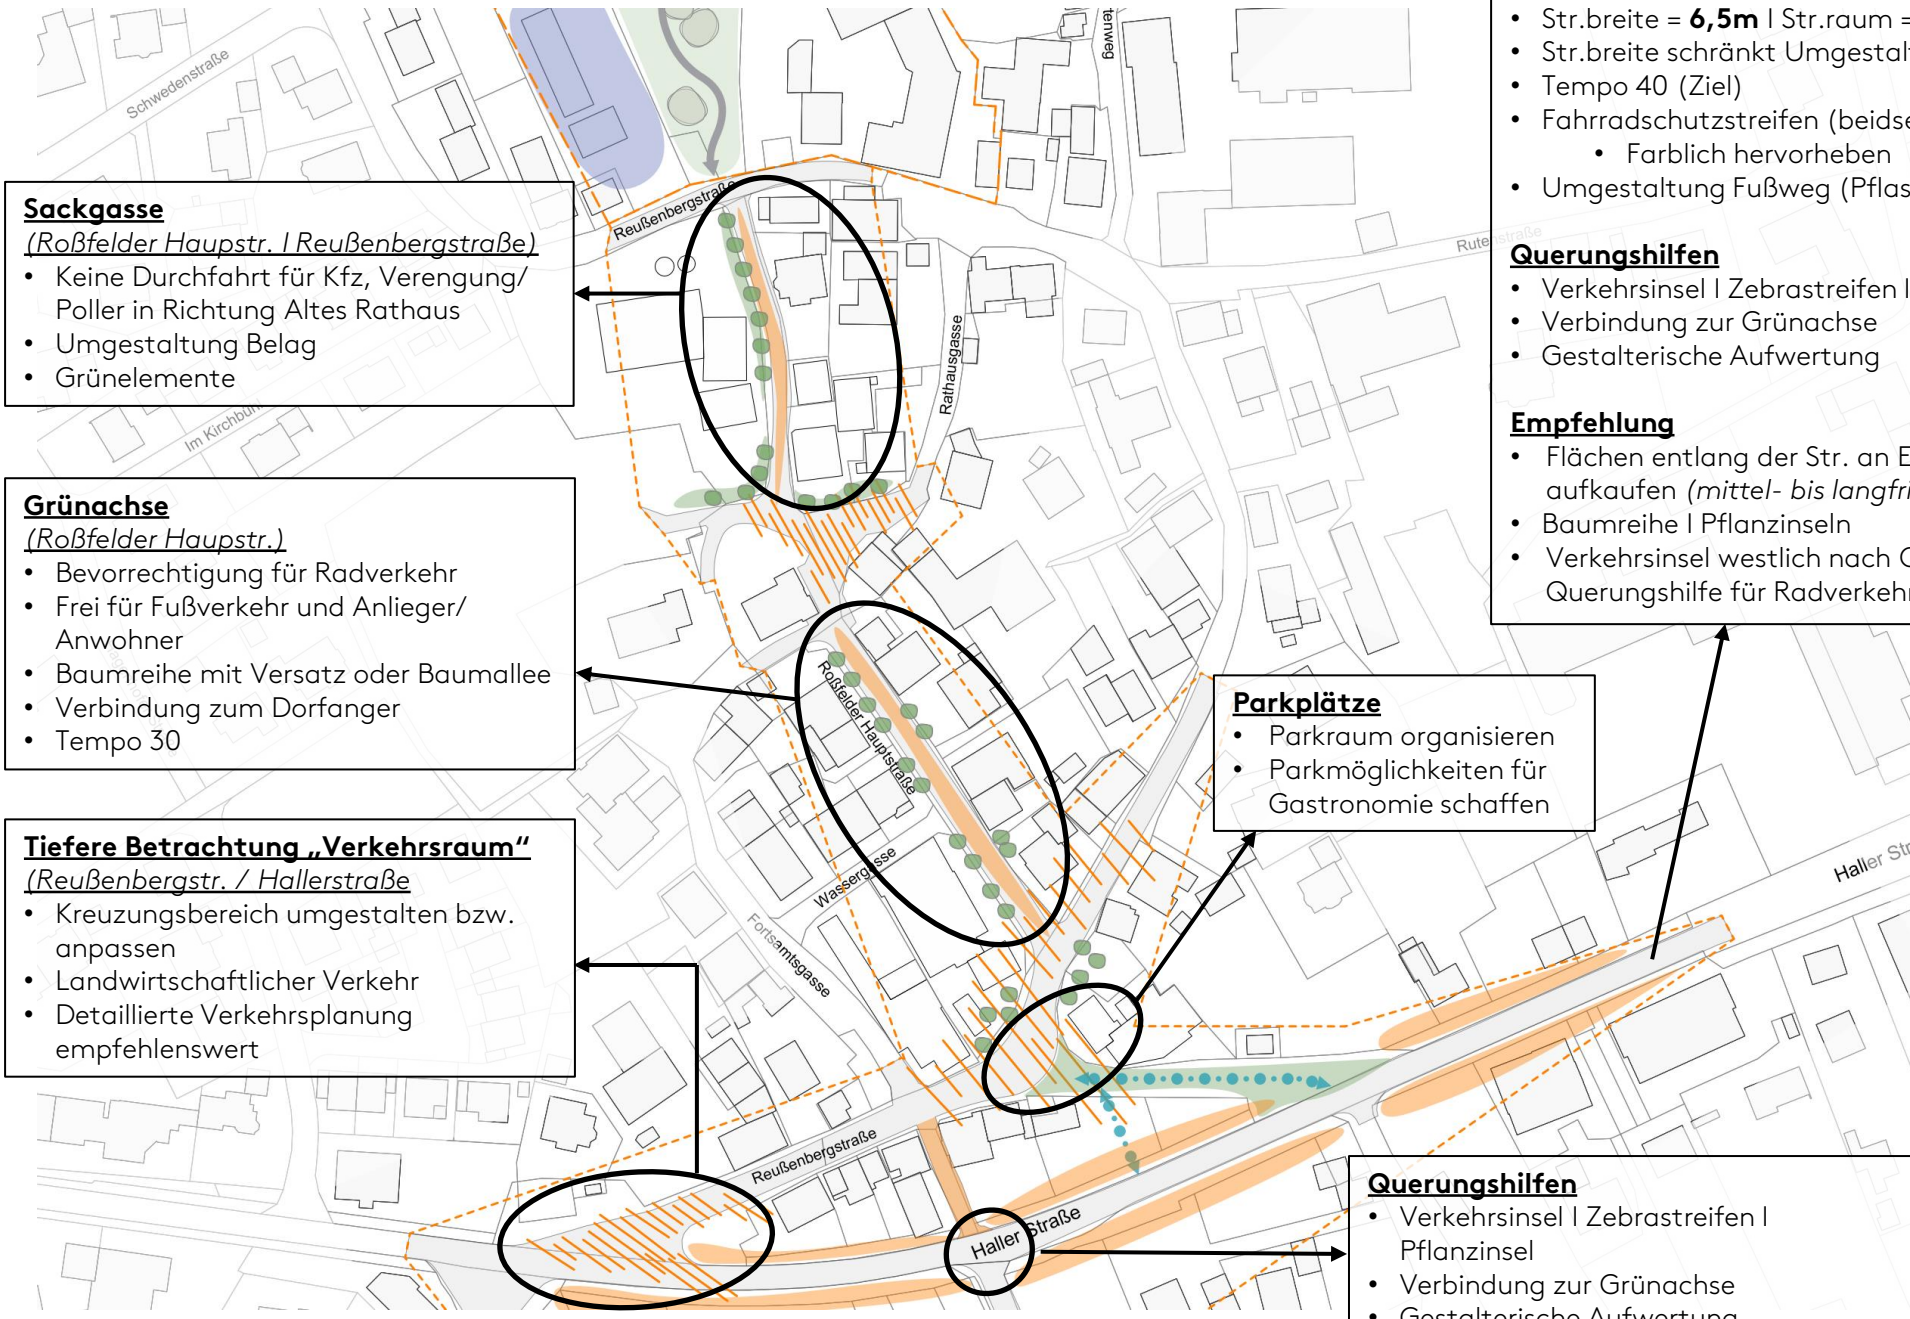 Schwedenstraße
Reußenbergstraße
Im Kirchbühl
Rathausgasse
Roßfelder Hauptstraße
Wassergasse
Fortsamtsgasse
Reußenbergstraße
Haller Straße
Haller Str
Sackgasse
(Roßfelder Haupstr. I Reußenbergstraße)
• Keine Durchfahrt für Kfz, Verengung/
Poller in Richtung Altes Rathaus
• Umgestaltung Belag
• Grünelemente
Grünachse
(Roßfelder Haupstr.)
• Bevorrechtigung für Radverkehr
• Frei für Fußverkehr und Anlieger/
Anwohner
• Baumreihe mit Versatz oder Baumallee
• Verbindung zum Dorfanger
• Tempo 30
Tiefere Betrachtung „Verkehrsraum“
(Reußenbergstr. / Hallerstraße
• Kreuzungsbereich umgestalten bzw.
anpassen
• Landwirtschaftlicher Verkehr
• Detaillierte Verkehrsplanung
empfehlenswert
Parkplätze
• Parkraum organisieren
• Parkmöglichkeiten für
Gastronomie schaffen
• Str.breite = 6,5m I Str.raum =
• Str.breite schränkt Umgestal
• Tempo 40 (Ziel)
• Fahrradschutzstreifen (beidse
• Farblich hervorheben
• Umgestaltung Fußweg (Pflas
Rutenstraße
Querungshilfen
• Verkehrsinsel I Zebrastreifen I
• Verbindung zur Grünachse
• Gestalterische Aufwertung
Empfehlung
• Flächen entlang der Str. an E
aufkaufen (mittel- bis langfri
• Baumreihe I Pflanzinseln
• Verkehrsinsel westlich nach
Querungshilfe für Radverkehr
Querungshilfen
• Verkehrsinsel I Zebrastreifen I
Pflanzinsel
• Verbindung zur Grünachse
• Gestalterische Aufwertung